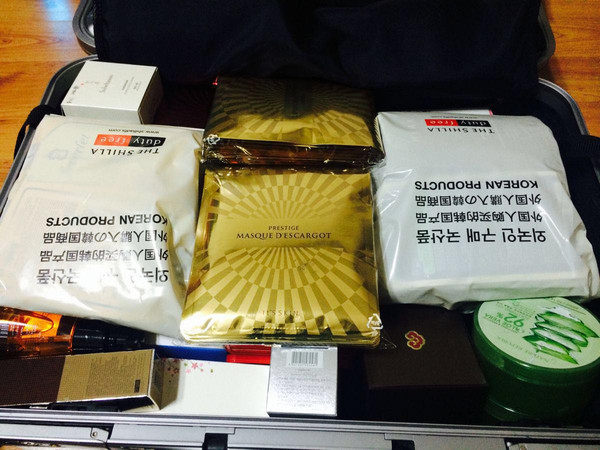 외국인 구매 국산품
外国人购买的韩国产品
外国人購入の韓国商品
KOREAN PRODUCTS
THE SHILLA
duty free
PRESTIGE
MASQUE D'ESCARGOT
외국인 구매 국산품
外国人购买的韩国产品
外国人購入の韓国商品
KOREAN PRODUCTS
THE SHILLA
duty free
92%